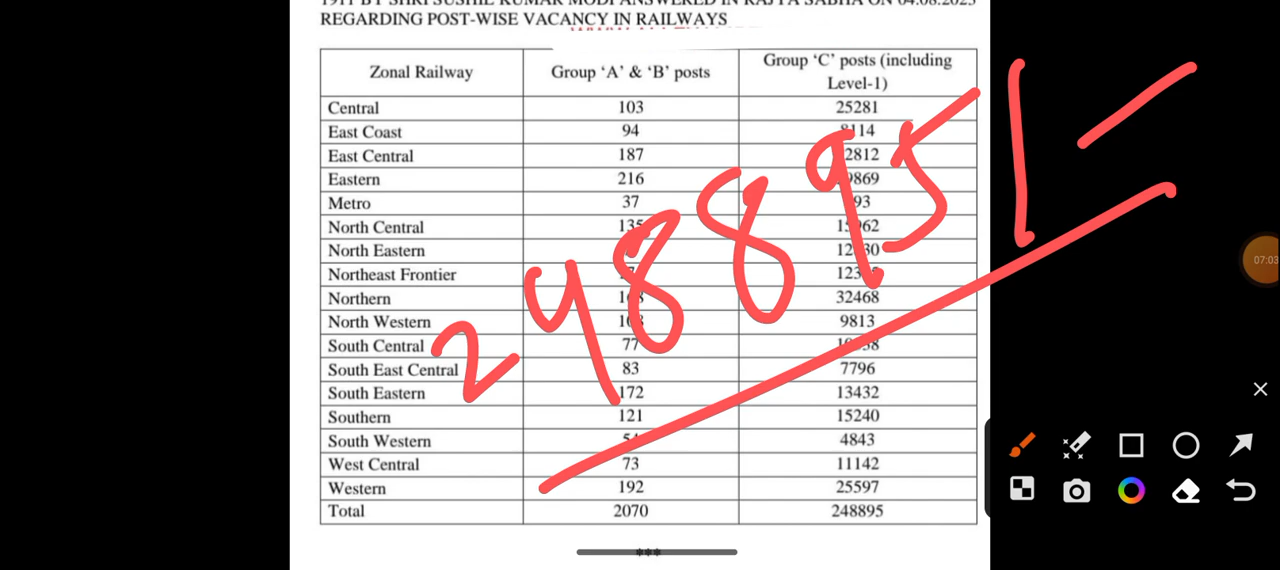 REGARDING POST-WISE VACANCY IN RAILWAYS
Zonal Railway Group ‘A’ & ‘B’ posts Group ‘C’ posts (including Level-1)
Central 103 25281
East Coast 94
East Central 187
Eastern 216
Metro 37
North Central
North Eastern
Northeast Frontier
Northern 32468
North Western 9813
South Central 77
South East Central 83 7796
South Eastern 172 13432
Southern 121 15240
South Western 4843
West Central 73 11142
Western 192 25597
Total 2070 248895
***
248895/-
07:03